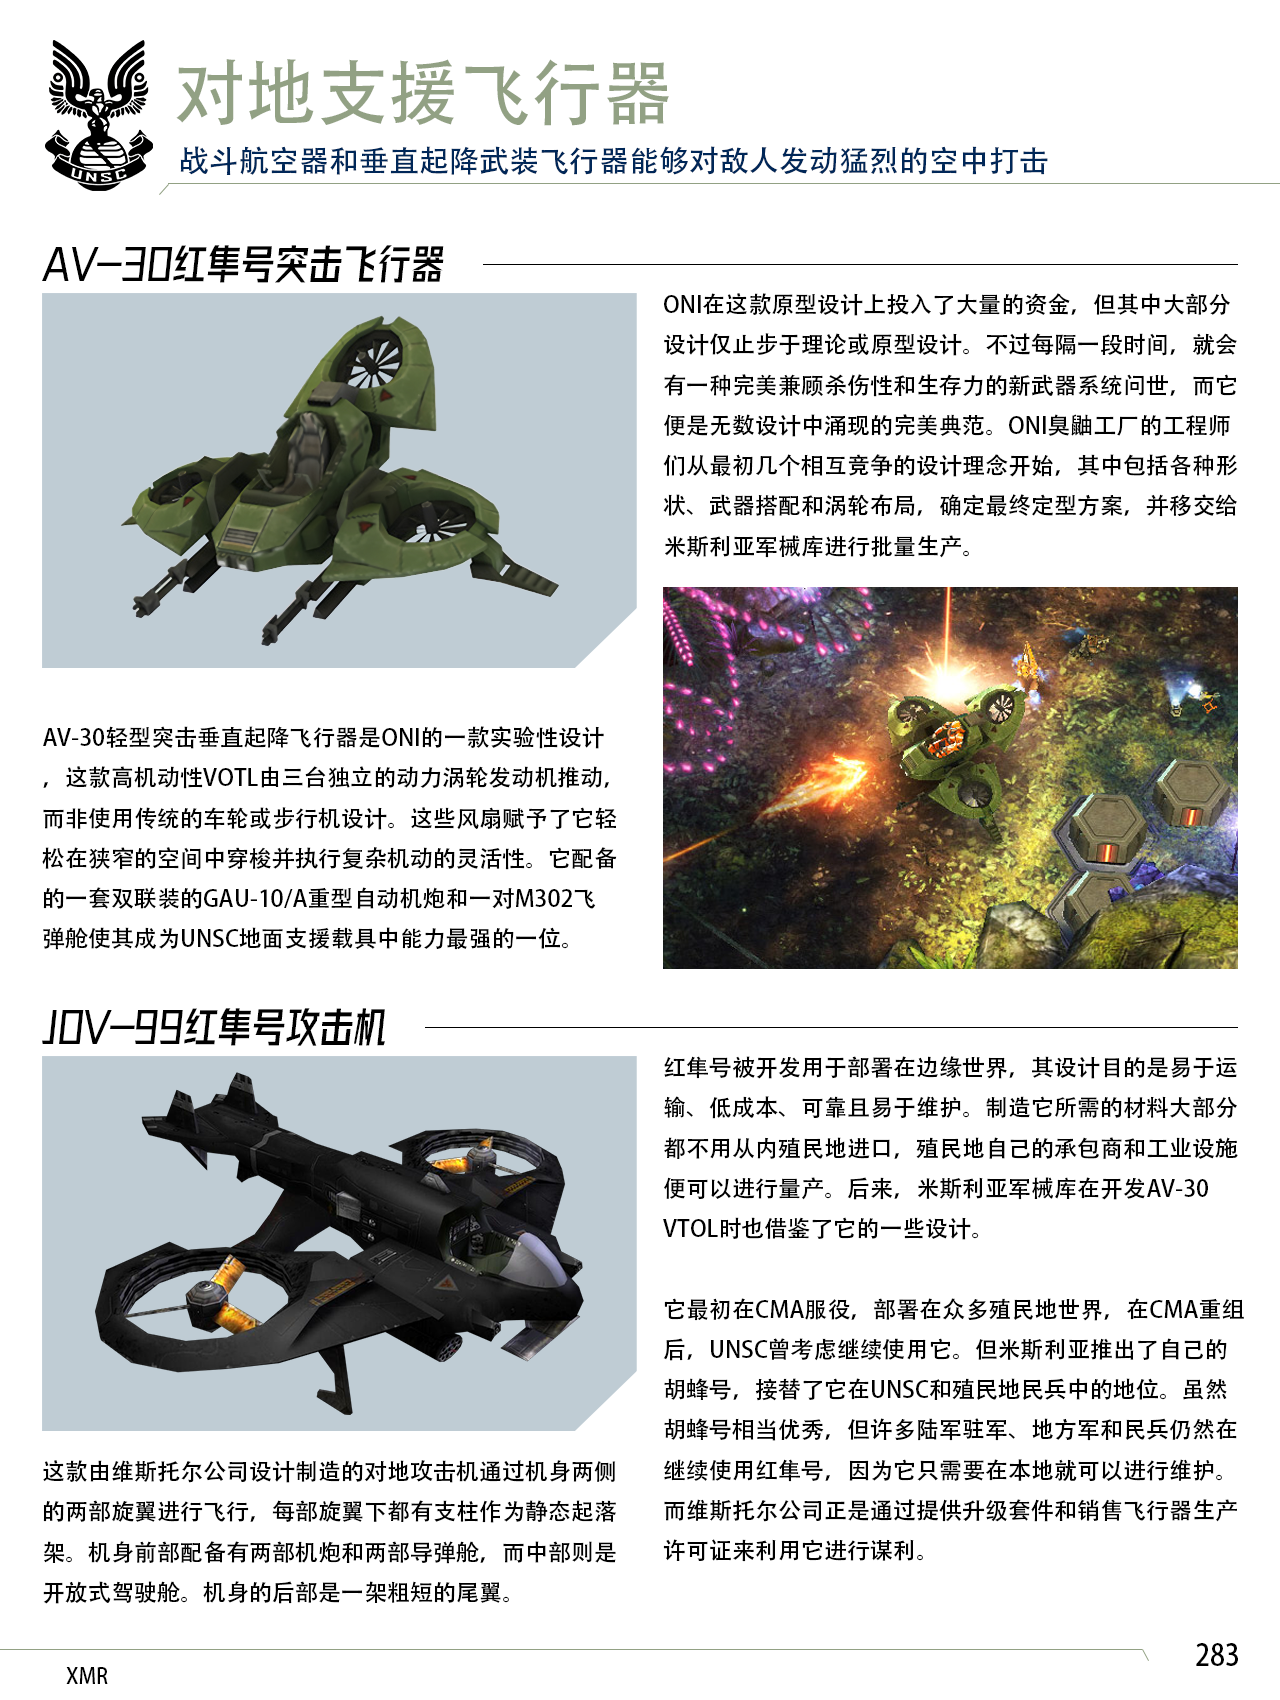 UNSC
对地支援飞行器
战斗航空器和垂直起降武装飞行器能够对敌人发动猛烈的空中打击
AV-30红隼号突击飞行器
AV-30轻型突击垂直起降飞行器是ONI的一款实验性设计
，这款高机动性VOTL由三台独立的动力涡轮发动机推动，
而非使用传统的车轮或步行机设计。这些风扇赋予了它轻
松在狭窄的空间中穿梭并执行复杂机动的灵活性。它配备
的一套双联装的GAU-10/A重型自动机炮和一对M302飞
弹舱使其成为UNSC地面支援载具中能力最强的一位。
ONI在这款原型设计上投入了大量的资金，但其中大部分
设计仅止步于理论或原型设计。不过每隔一段时间，就会
有一种完美兼顾杀伤性和生存力的新武器系统问世，而它
便是无数设计中涌现的完美典范。ONI臭鼬工厂的工程师
们从最初几个相互竞争的设计理念开始，其中包括各种形
状、武器搭配和涡轮布局，确定最终定型方案，并移交给
米斯利亚军械库进行批量生产。
JOV-99红隼号攻击机
这款由维斯托尔公司设计制造的对地攻击机通过机身两侧
的两部旋翼进行飞行，每部旋翼下都有支柱作为静态起落
架。机身前部配备有两部机炮和两部导弹舱，而中部则是
开放式驾驶舱。机身的后部是一架粗短的尾翼。
红隼号被开发用于部署在边缘世界，其设计目的是易于运
输、低成本、可靠且易于维护。制造它所需的材料大部分
都不用从内殖民地进口，殖民地自己的承包商和工业设施
便可以进行量产。后来，米斯利亚军械库在开发AV-30
VTOL时也借鉴了它的一些设计。
它最初在CMA服役，部署在众多殖民地世界，在CMA重组
后，UNSC曾考虑继续使用它。但米斯利亚推出了自己的
胡蜂号，接替了它在UNSC和殖民地民兵中的地位。虽然
胡蜂号相当优秀，但许多陆军驻军、地方军和民兵仍然在
继续使用红隼号，因为它只需要在本地就可以进行维护。
而维斯托尔公司正是通过提供升级套件和销售飞行器生产
许可证来利用它进行谋利。
283
XMR